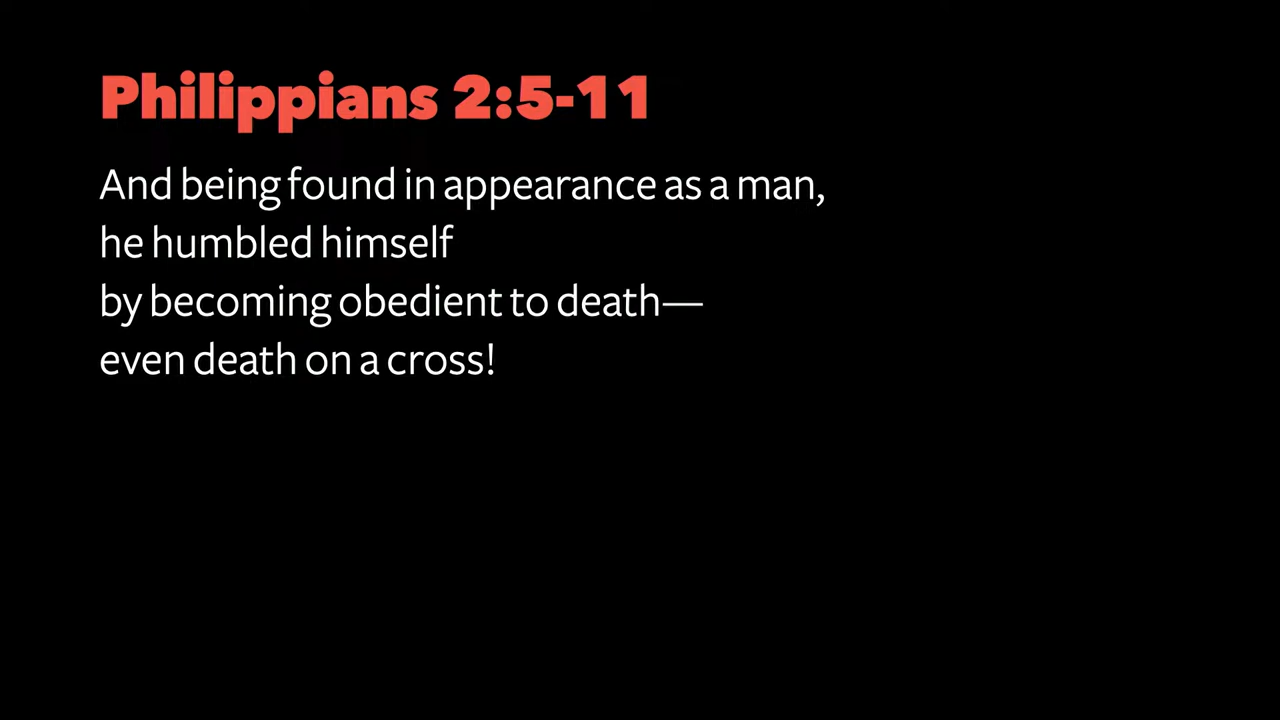 Philippians 2:5-11
And being found in appearance as a man,
he humbled himself
by becoming obedient to death—
even death on a cross!